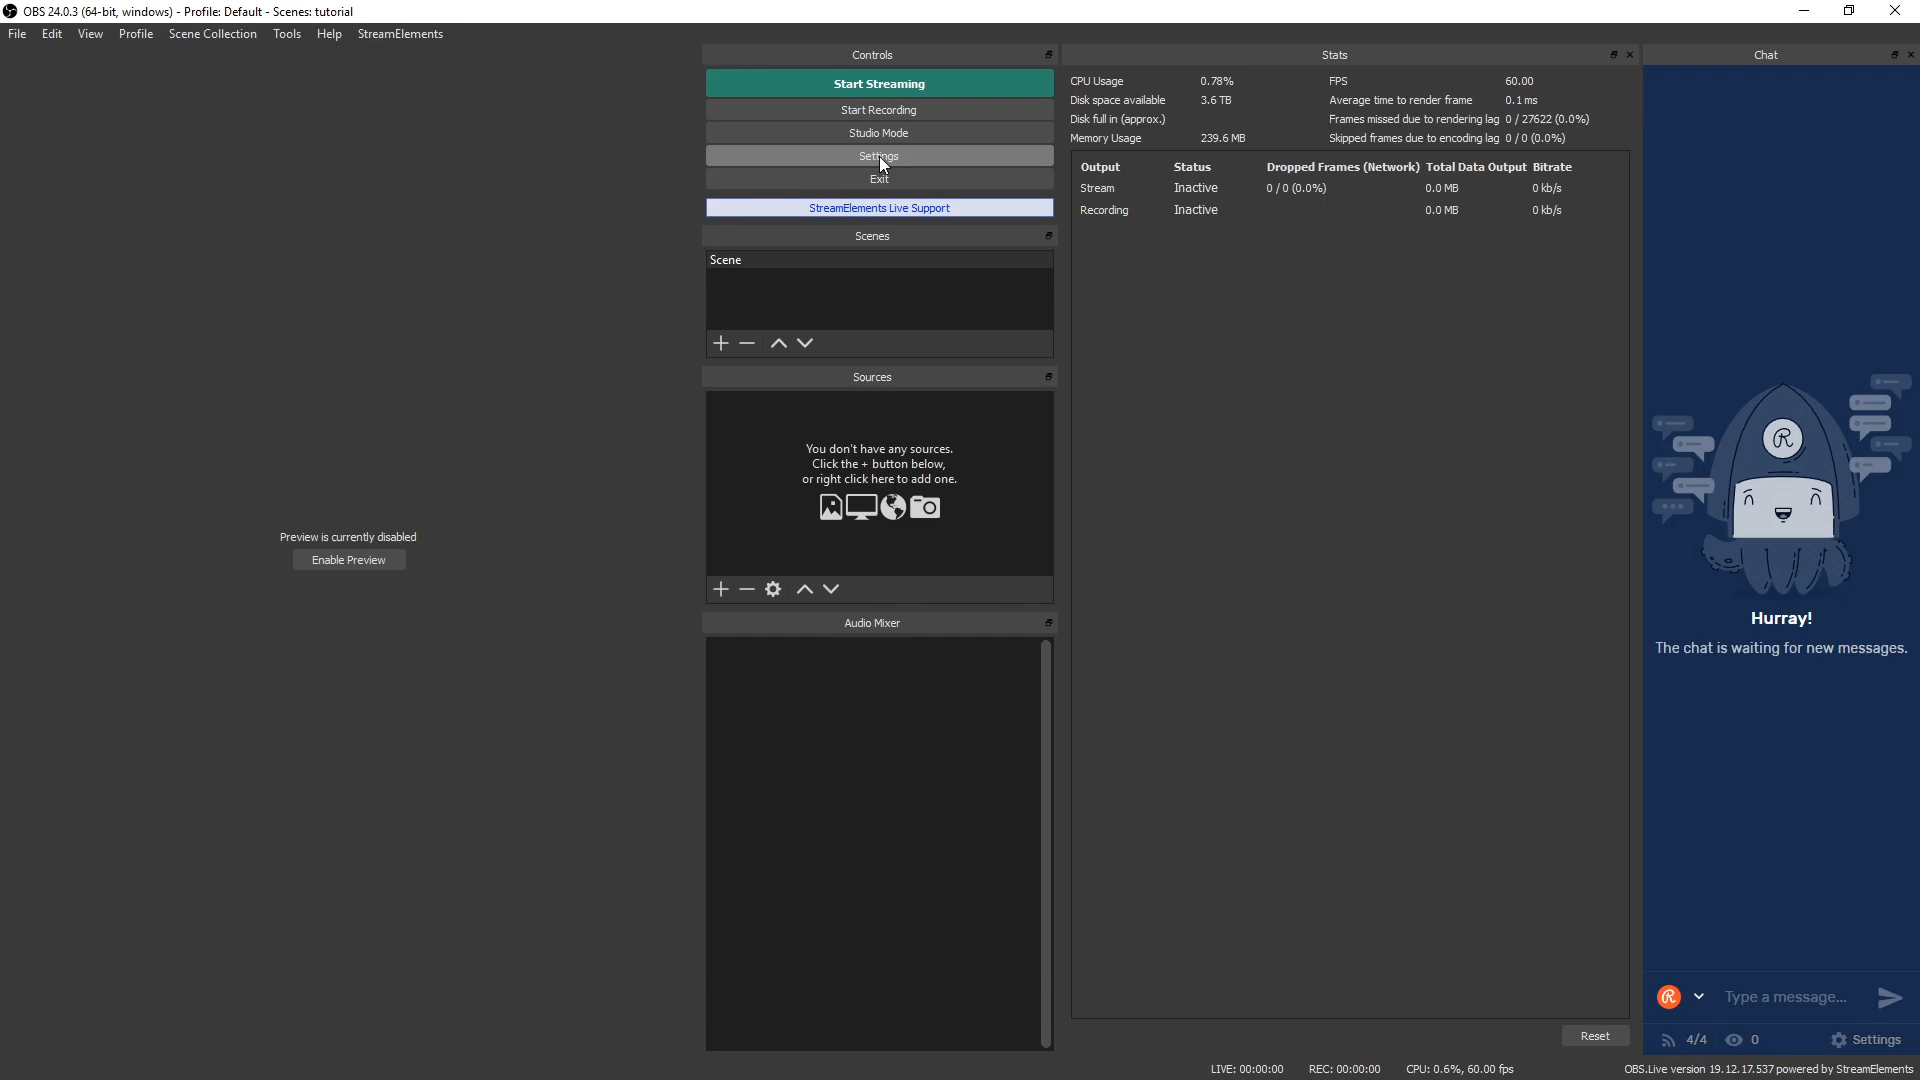 OBS 24.0.3 (64-bit, windows) - Profile: Default - Scenes: tutorial
File Edit View Profile Scene Collection Tools Help StreamElements
Controls
Start Streaming
Start Recording
Studio Mode
Settings
Exit
StreamElements Live Support
Scenes
Scene
Sources
You don't have any sources.
Click the + button below,
or right click here to add one.
Audio Mixer
Preview is currently disabled
Enable Preview
Stats
CPU Usage 0.78% FPS 60.00
Disk space available 3.6 TB Average time to render frame 0.1 ms
Disk full in (approx.) Frames missed due to rendering lag 0 / 27622 (0.0%)
Memory Usage 239.6 MB Skipped frames due to encoding lag 0 / 0 (0.0%)
Output Status Dropped Frames (Network) Total Data Output Bitrate
Stream Inactive 0 / 0 (0.0%) 0.0 MB 0 kb/s
Recording Inactive 0.0 MB 0 kb/s
Reset
Chat
Hurray!
The chat is waiting for new messages.
Type a message...
4/4 0 Settings
LIVE: 00:00:00 REC: 00:00:00 CPU: 0.6%, 60.00 fps OBS.Live version 19.12.17.537 powered by StreamElements